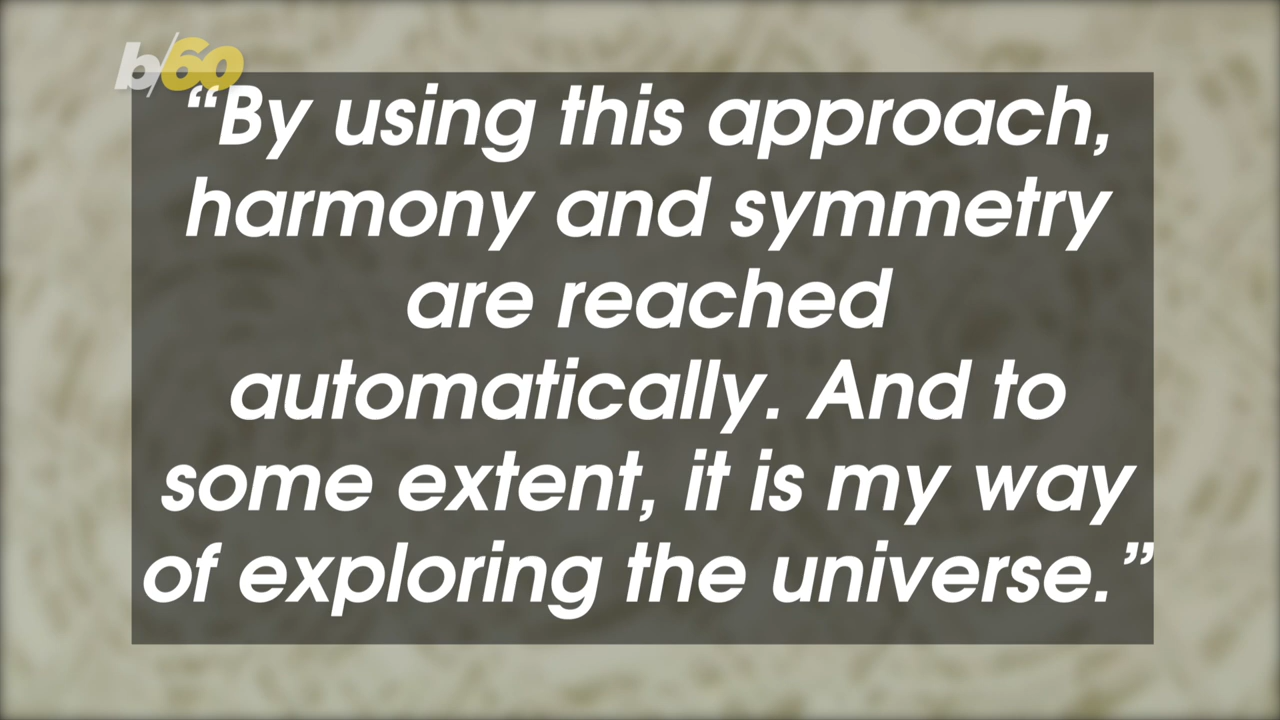 b/60
“By using this approach,
harmony and symmetry
are reached
automatically. And to
some extent, it is my way
of exploring the universe.”